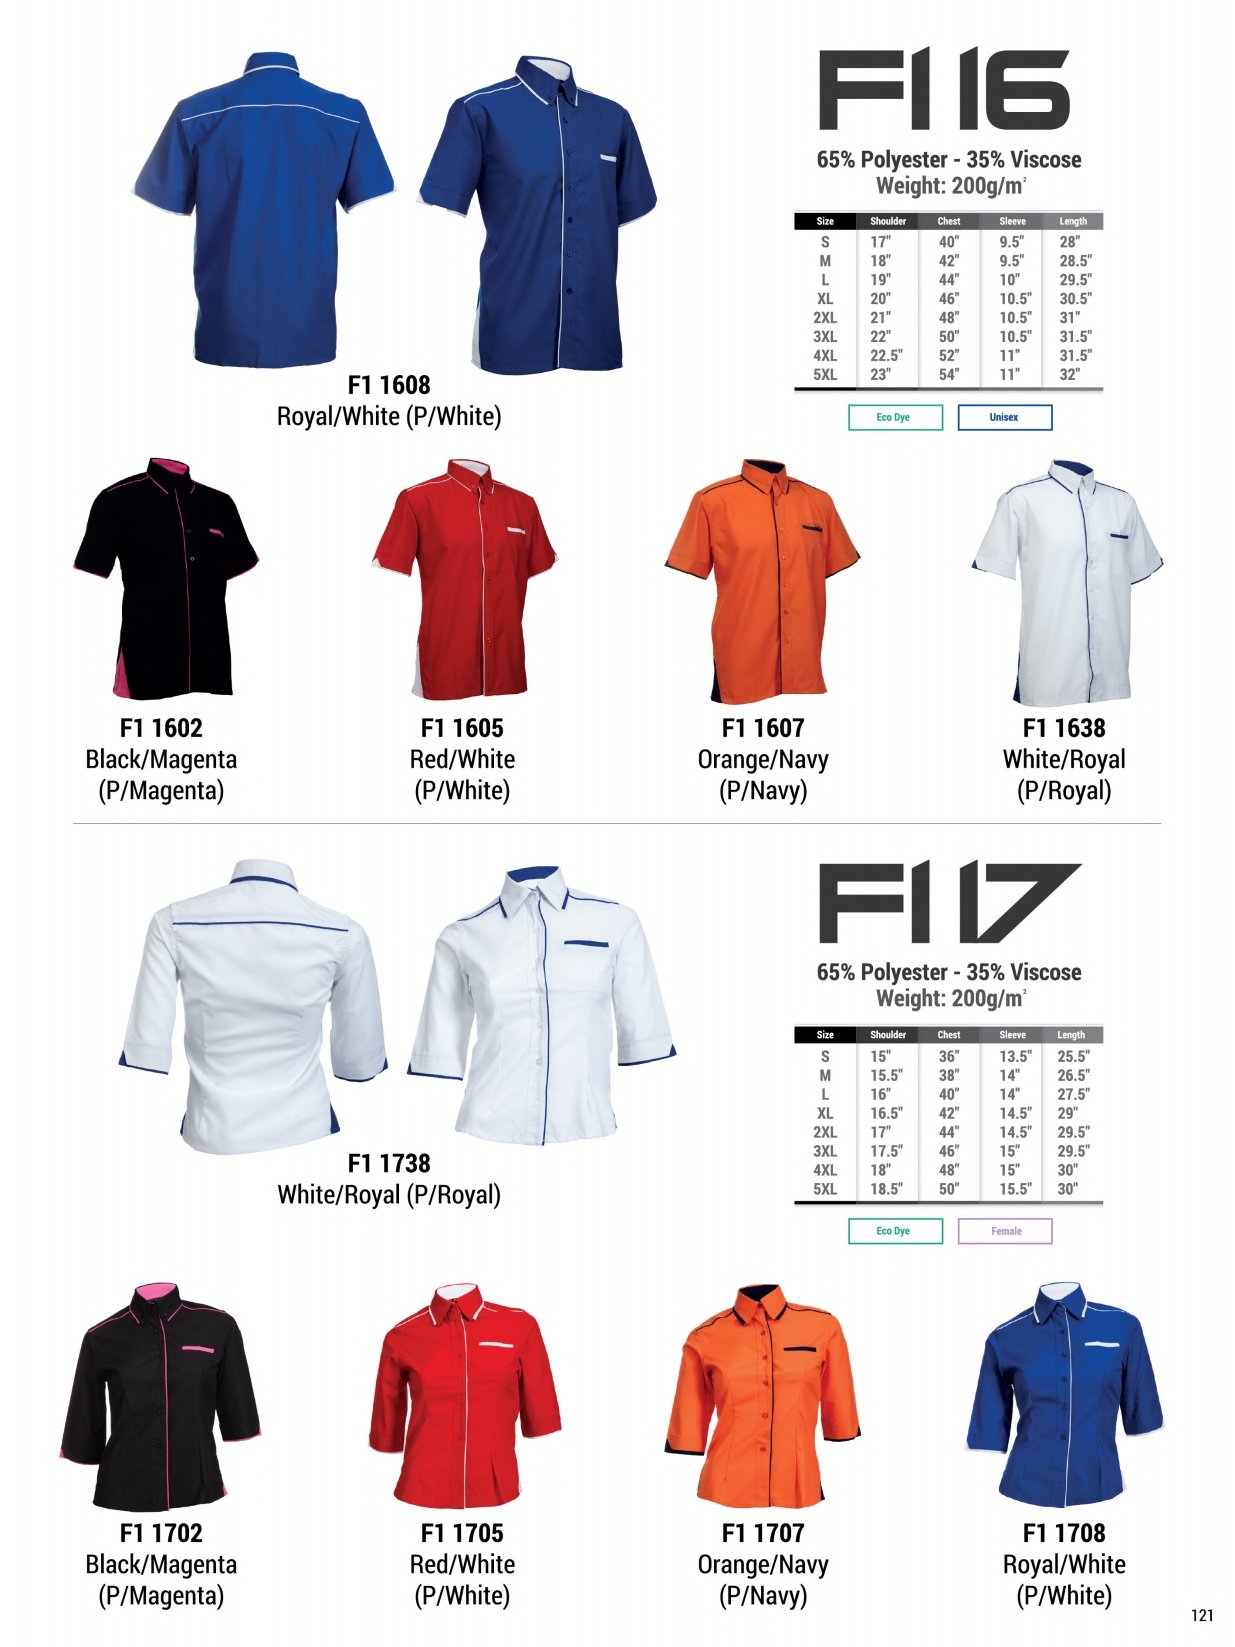 F1 16
65% Polyester - 35% Viscose
Weight: 200g/m²
Size Shoulder Chest Sleeve Length
S 17" 40" 9.5" 28"
M 18" 42" 9.5" 28.5"
L 19" 44" 10" 29.5"
XL 20" 46" 10.5" 30.5"
2XL 21" 48" 10.5" 31"
3XL 22" 50" 10.5" 31.5"
4XL 22.5" 52" 11" 31.5"
5XL 23" 54" 11" 32"
Eco Dye Unisex
F1 1608
Royal/White (P/White)
F1 1602
Black/Magenta
(P/Magenta)
F1 1605
Red/White
(P/White)
F1 1607
Orange/Navy
(P/Navy)
F1 1638
White/Royal
(P/Royal)
F1 17
65% Polyester - 35% Viscose
Weight: 200g/m²
Size Shoulder Chest Sleeve Length
S 15" 36" 13.5" 25.5"
M 15.5" 38" 14" 26.5"
L 16" 40" 14" 27.5"
XL 16.5" 42" 14.5" 29"
2XL 17" 44" 14.5" 29.5"
3XL 17.5" 46" 15" 29.5"
4XL 18" 48" 15" 30"
5XL 18.5" 50" 15.5" 30"
Eco Dye Female
F1 1738
White/Royal (P/Royal)
F1 1702
Black/Magenta
(P/Magenta)
F1 1705
Red/White
(P/White)
F1 1707
Orange/Navy
(P/Navy)
F1 1708
Royal/White
(P/White)
121